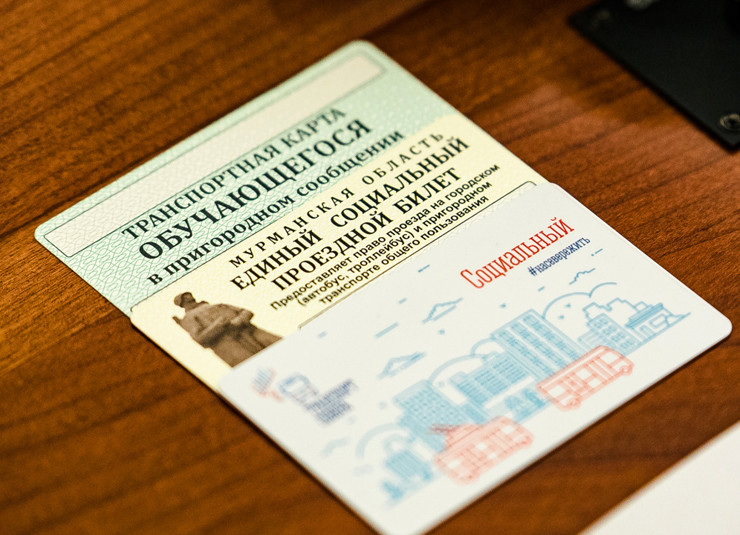 ТРАНСПОРТНАЯ КАРТА
ОБУЧАЮЩЕГОСЯ
в пригородном сообщении
МУРМАНСКАЯ ОБЛАСТЬ
ЕДИНЫЙ СОЦИАЛЬНЫЙ
ПРОЕЗДНОЙ БИЛЕТ
Предоставляет право проезда на городском
(автобус, троллейбус) и пригородном
транспорте общего пользования
Социальный
#насевережить